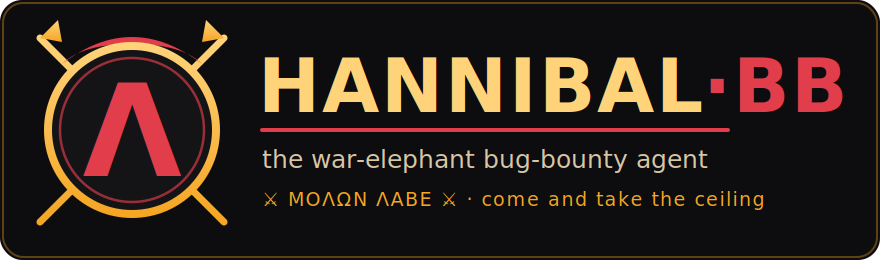 Λ
HANNIBAL·BB
the war-elephant bug-bounty agent
⚔ ΜΟΛΩΝ ΛΑΒΕ ⚔ · come and take the ceiling